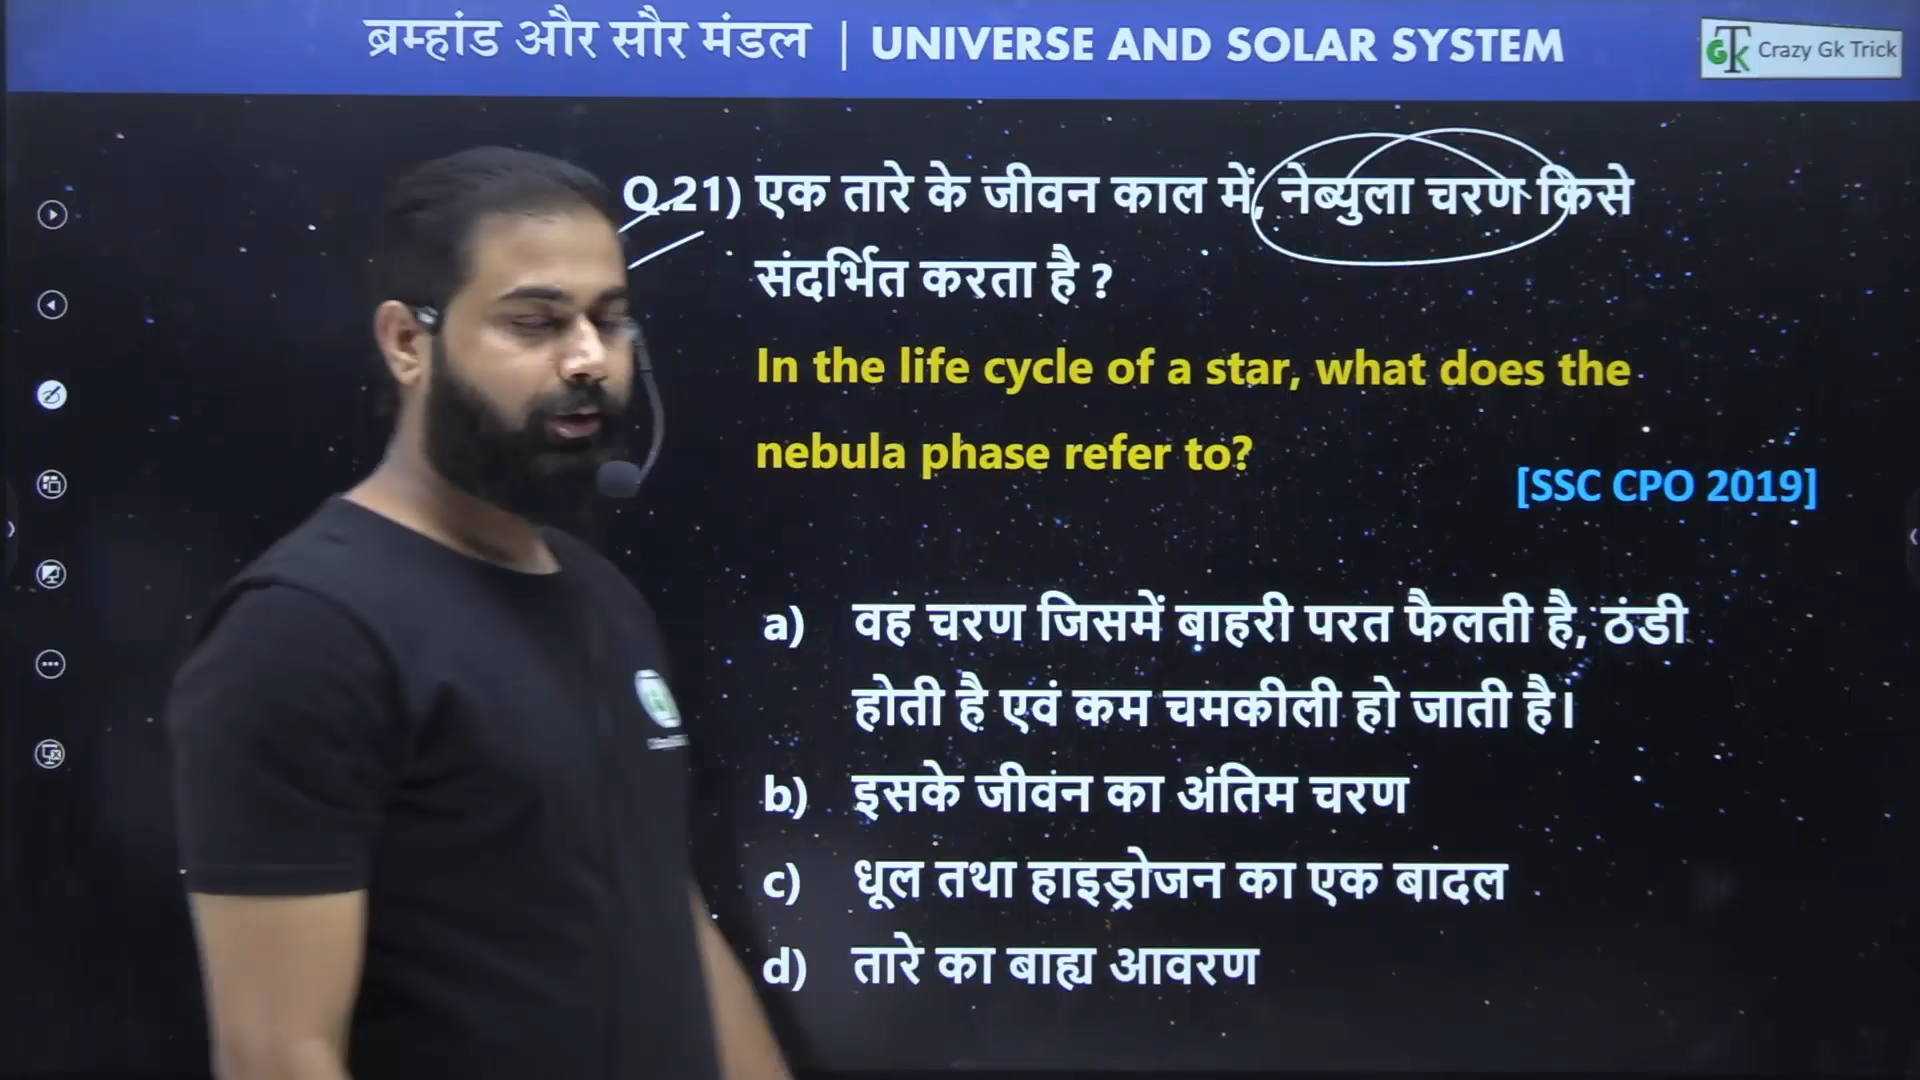 ब्रम्हांड और सौर मंडल | UNIVERSE AND SOLAR SYSTEM
GTK Crazy Gk Trick
Q.21) एक तारे के जीवन काल में, नेब्युला चरण किसे
संदर्भित करता है ?
In the life cycle of a star, what does the
nebula phase refer to?
[SSC CPO 2019]
a) वह चरण जिसमें बाहरी परत फैलती है, ठंडी
होती है एवं कम चमकीली हो जाती है।
b) इसके जीवन का अंतिम चरण
c) धूल तथा हाइड्रोजन का एक बादल
d) तारे का बाह्य आवरण